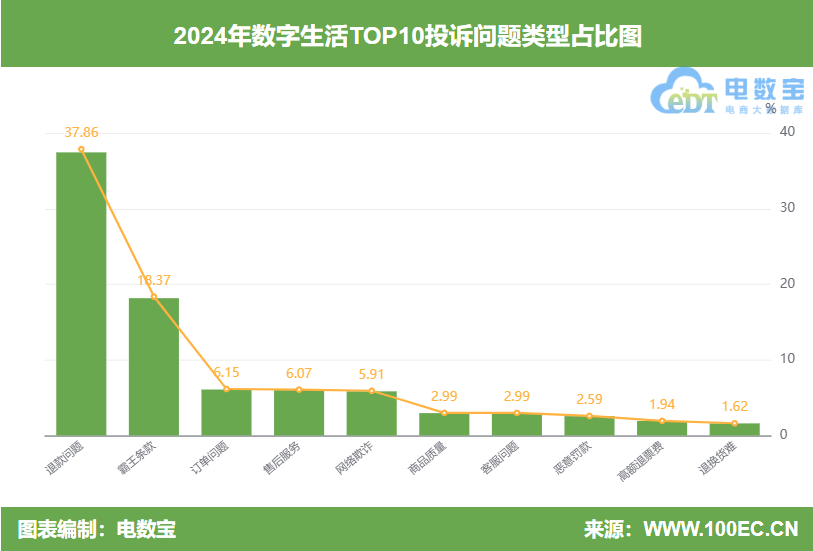 2024年数字生活TOP10投诉问题类型占比图
eDT 电数宝
电商大数据库
%
40
30
20
10
0
37.86
18.37
6.15
6.07
5.91
2.99
2.99
2.59
1.94
1.62
退款问题
霸王条款
订单问题
售后服务
网络欺诈
商品质量
客服问题
恶意罚款
高额退票费
退换货难
图表编制：电数宝
来源：WWW.100EC.CN